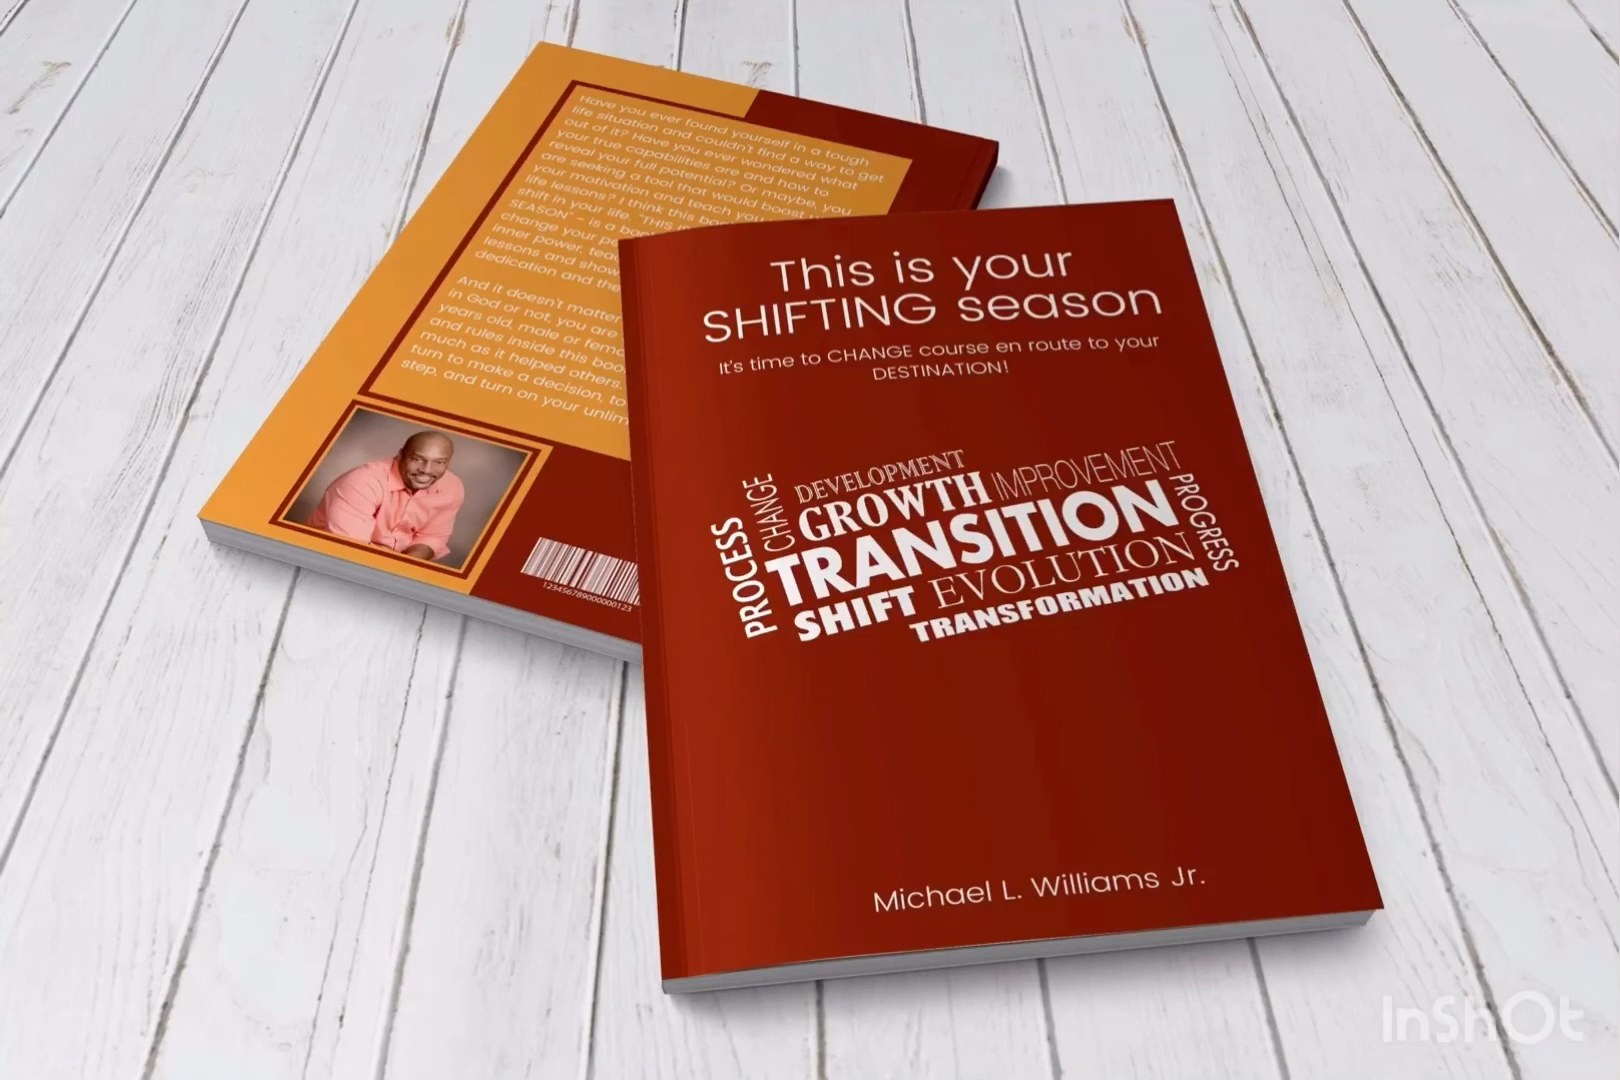 Have you ever found yourself in a tough
life situation and couldn't find a way to get
out of it? Have you ever wondered what
your true capabilities are and how to
reveal your full potential? Or maybe, you
are seeking a tool that would boost
your motivation and teach you
life lessons? I think this
shift in your life. "THIS
SEASON" – is a
change your
inner power,
lessons and
dedication and
And it doesn't matter
in God or not, you are
years old, male or
and rules inside this
much as it helped others.
turn to make a decision, to
step, and turn on your
123456789000000123
This is your
SHIFTING season
It's time to CHANGE course en route to your
DESTINATION!
PROCESS
CHANGE
DEVELOPMENT
GROWTH
IMPROVEMENT
TRANSITION
PROGRESS
SHIFT
EVOLUTION
TRANSFORMATION
Michael L. Williams Jr.
InShOt